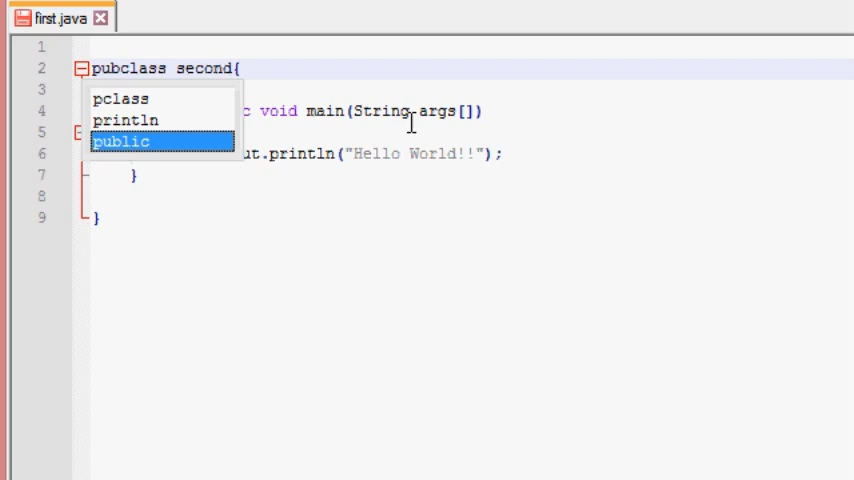 first.java
1
2 pubclass second{
3
4 c void main(String args[])
5
6 ut.println("Hello World!!");
7 }
8
9 }
pclass
println
public